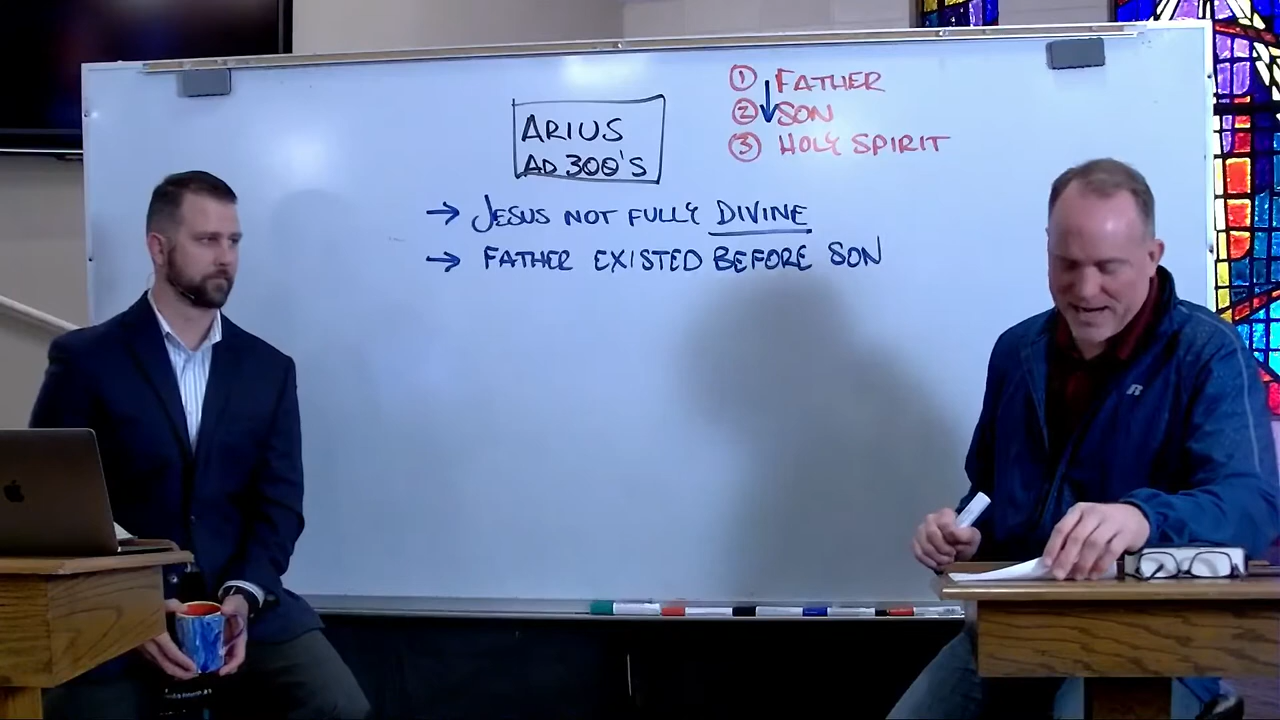 ① FATHER
② SON
③ HOLY SPIRIT
ARIUS
AD 300'S
→ JESUS NOT FULLY DIVINE
→ FATHER EXISTED BEFORE SON
R